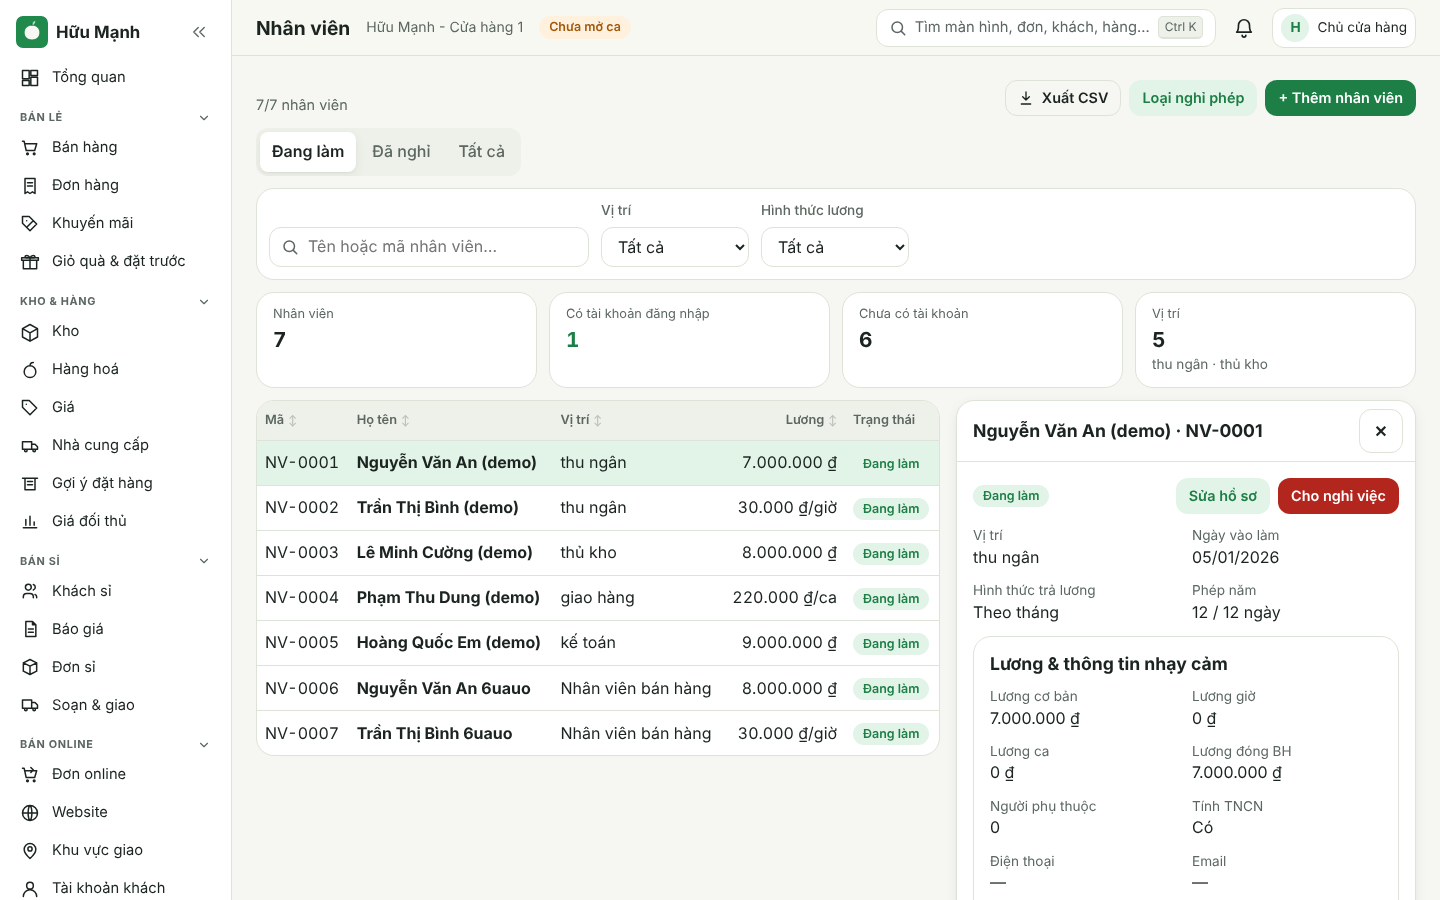 Hữu Mạnh
Tổng quan
BÁN LẺ
Bán hàng
Đơn hàng
Khuyến mãi
Giỏ quà & đặt trước
KHO & HÀNG
Kho
Hàng hoá
Giá
Nhà cung cấp
Gợi ý đặt hàng
Giá đối thủ
BÁN SỈ
Khách sỉ
Báo giá
Đơn sỉ
Soạn & giao
BÁN ONLINE
Đơn online
Website
Khu vực giao
Tài khoản khách
Nhân viên Hữu Mạnh - Cửa hàng 1 Chưa mở ca Tìm màn hình, đơn, khách, hàng... Ctrl K H Chủ cửa hàng
7/7 nhân viên Xuất CSV Loại nghỉ phép + Thêm nhân viên
Đang làm Đã nghỉ Tất cả
Vị trí Hình thức lương
Tên hoặc mã nhân viên... Tất cả Tất cả
Nhân viên Có tài khoản đăng nhập Chưa có tài khoản Vị trí
7 1 6 5
thu ngân · thủ kho
Mã Họ tên Vị trí Lương Trạng thái
NV-0001 Nguyễn Văn An (demo) thu ngân 7.000.000 ₫ Đang làm
NV-0002 Trần Thị Bình (demo) thu ngân 30.000 ₫/giờ Đang làm
NV-0003 Lê Minh Cường (demo) thủ kho 8.000.000 ₫ Đang làm
NV-0004 Phạm Thu Dung (demo) giao hàng 220.000 ₫/ca Đang làm
NV-0005 Hoàng Quốc Em (demo) kế toán 9.000.000 ₫ Đang làm
NV-0006 Nguyễn Văn An 6uauo Nhân viên bán hàng 8.000.000 ₫ Đang làm
NV-0007 Trần Thị Bình 6uauo Nhân viên bán hàng 30.000 ₫/giờ Đang làm
Nguyễn Văn An (demo) · NV-0001 ✕
Đang làm Sửa hồ sơ Cho nghỉ việc
Vị trí Ngày vào làm
thu ngân 05/01/2026
Hình thức trả lương Phép năm
Theo tháng 12 / 12 ngày
Lương & thông tin nhạy cảm
Lương cơ bản Lương giờ
7.000.000 ₫ 0 ₫
Lương ca Lương đóng BH
0 ₫ 7.000.000 ₫
Người phụ thuộc Tính TNCN
0 Có
Điện thoại Email
— —